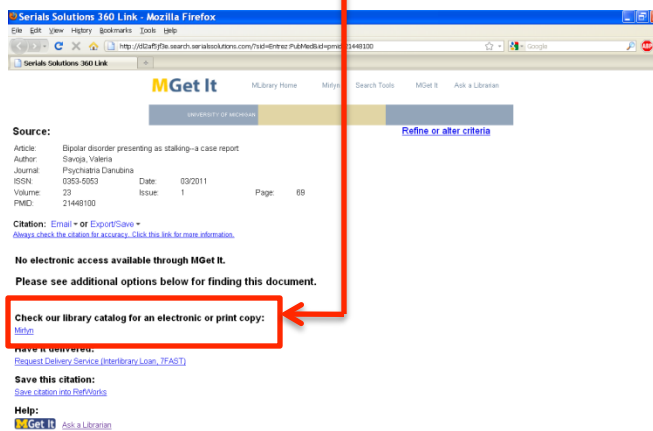 Serials Solutions 360 Link - Mozilla Firefox
File Edit View History Bookmarks Tools Help
Google
Serials Solutions 360 Link
MGet It
MLibrary Home Mirlyn Search Tools MGet It Ask a Librarian
UNIVERSITY OF MICHIGAN
Source:
Refine or alter criteria
Article: Bipolar disorder presenting as stalking--a case report
Author: Savoja, Valeria
Journal: Psychiatria Danubina
ISSN: 0353-5053 Date: 03/2011
Volume: 23 Issue: 1 Page: 69
PMID: 21448100
Citation: Email or Export/Save
Always check the citation for accuracy. Click this link for more information.
No electronic access available through MGet It.
Please see additional options below for finding this document.
Check our library catalog for an electronic or print copy:
Mirlyn
Have it delivered:
Request Delivery Service (Interlibrary Loan, 7FAST)
Save this citation:
Save citation into RefWorks
Help:
MGet It Ask a Librarian